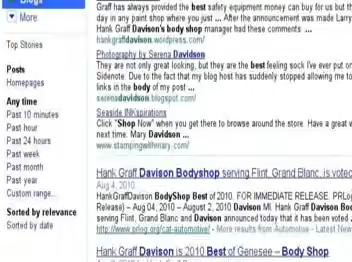 Blogs
More
Top Stories
Posts
Homepages
Any time
Past 10 minutes
Past hour
Past 24 hours
Past week
Past month
Past year
Custom range...
Sorted by relevance
Sorted by date
Graff has always provided the best safety equipment money can buy for us but th
day in any paint shop where you just ... After the announcement was made Larry
Hank Graff Davison's body shop manager had these comments ...
hankgraffdavison.wordpress.com/
Photography by Serena Davidson
They are not only great looking, but they are the best feeling sock I've ever put on
Sidenote: Due to the fact that my blog host has suddenly stopped allowing me to
links in the body of my post ...
serenadavidson.blogspot.com/
Seaside INKspirations
Click "Shop Now" when you get there to browse around the store. Have a great w
next time. Mary Davidson ...
www.stampingwithmary.com/
Hank Graff Davison Bodyshop serving Flint, Grand Blanc, is voted
Aug 4, 2010
HankGraffDavison BodyShop Best of 2010. FOR IMMEDIATE RELEASE. PRLog
Release) – Aug 04, 2010 – August 2, 2010 Davison MI. Hank Graff Davison Bod
serving Flint, Grand Blanc and Davison announced today that it has been voted
http://www.prlog.org/cat-automotive/ - More results from Automotive - Latest New
Hank Graff Davison is 2010 Best of Genesee – Body Shop